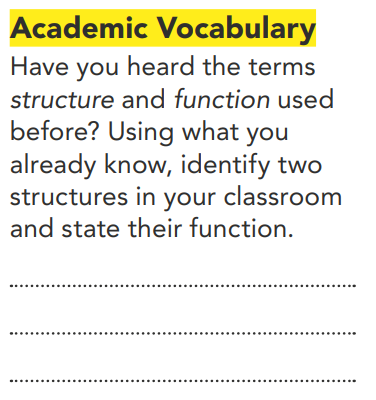 Academic Vocabulary
Have you heard the terms
structure and function used
before? Using what you
already know, identify two
structures in your classroom
and state their function.